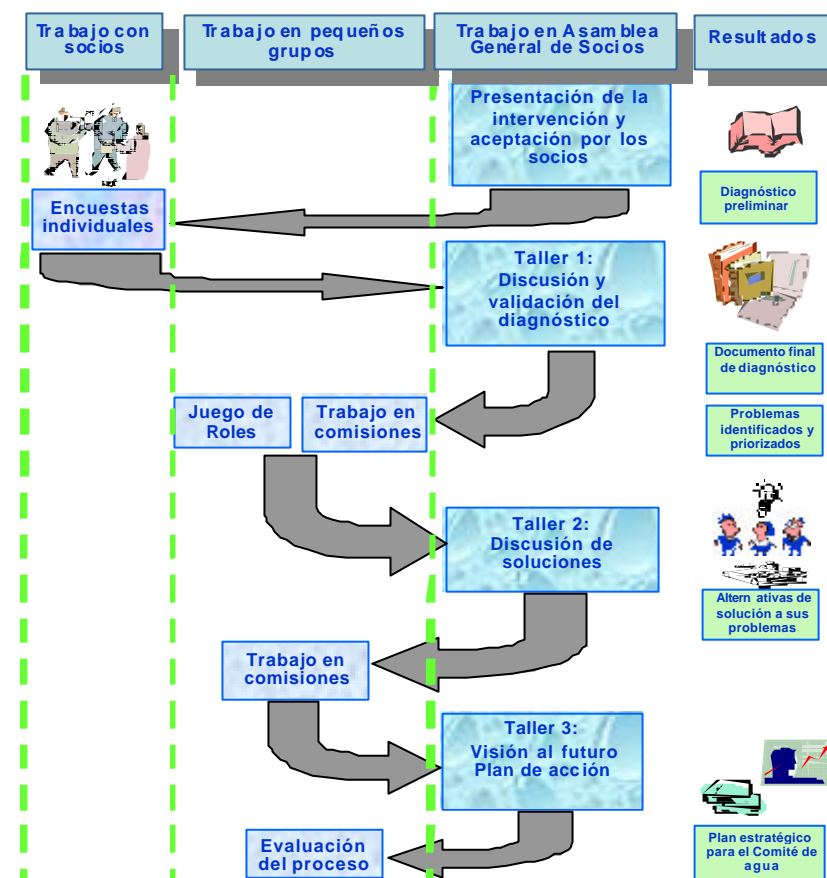 Trabajo con
socios
Trabajo en pequeños
grupos
Trabajo en Asamblea
General de Socios
Resultados
Presentación de la
intervención y
aceptación por los
socios
Diagnóstico
preliminar
Encuestas
individuales
Taller 1:
Discusión y
validación del
diagnóstico
Documento final
de diagnóstico
Juego de
Roles
Trabajo en
comisiones
Problemas
identificados y
priorizados
Taller 2:
Discusión de
soluciones
Altern ativas de
solución a sus
problemas
Trabajo en
comisiones
Taller 3:
Visión al futuro
Plan de acción
Evaluación
del proceso
Plan estratégico
para el Comité de
agua